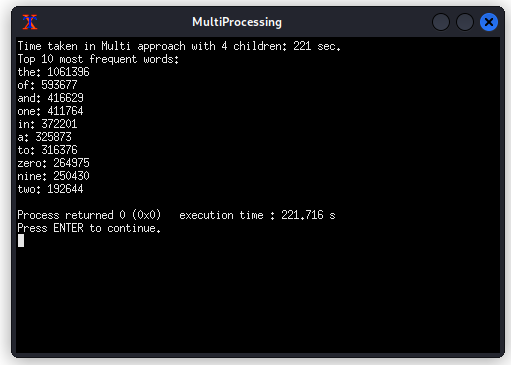 MultiProcessing
Time taken in Multi approach with 4 children: 221 sec.
Top 10 most frequent words:
the: 1061396
of: 593677
and: 416629
one: 411764
in: 372201
a: 325873
to: 316376
zero: 264975
nine: 250430
two: 192644
Process returned 0 (0x0)   execution time : 221.716 s
Press ENTER to continue.